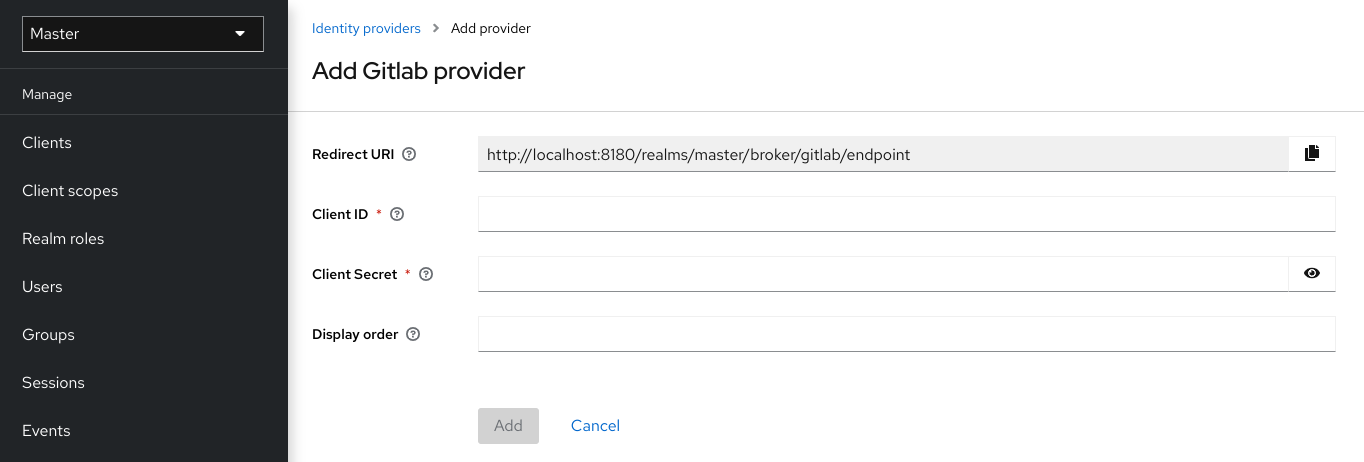 Master
Manage
Clients
Client scopes
Realm roles
Users
Groups
Sessions
Events
Identity providers > Add provider
Add Gitlab provider
Redirect URI ? http://localhost:8180/realms/master/broker/gitlab/endpoint
Client ID * ?
Client Secret * ?
Display order ?
Add Cancel